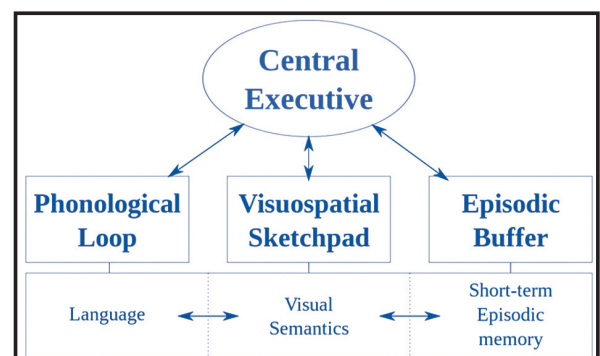 Central
Executive
Phonological
Loop
Visuospatial
Sketchpad
Episodic
Buffer
Language
Visual
Semantics
Short-term
Episodic
memory